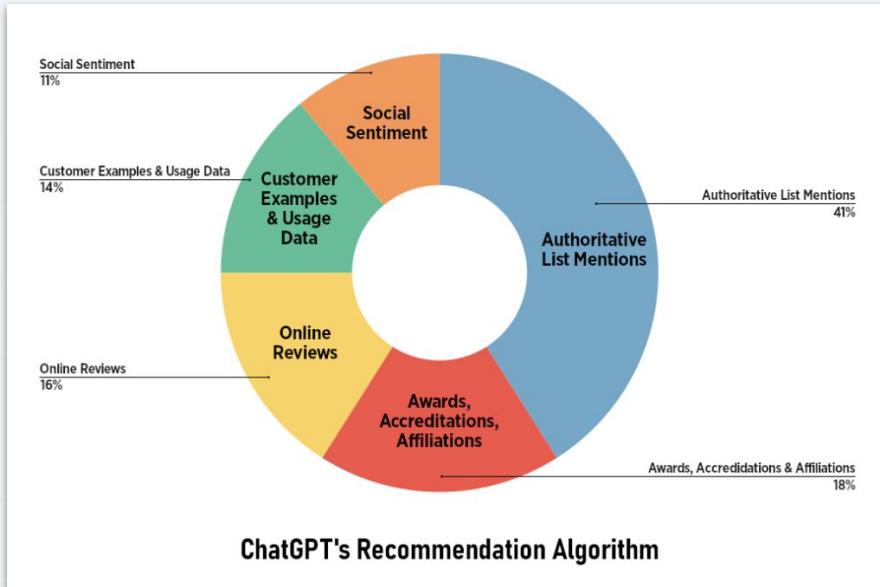 Social Sentiment
11%
Social
Sentiment
Customer Examples & Usage Data
14%
Customer
Examples
& Usage
Data
Authoritative List Mentions
41%
Authoritative
List Mentions
Online
Reviews
Online Reviews
16%
Awards,
Accreditations,
Affiliations
Awards, Accredidations & Affiliations
18%
ChatGPT's Recommendation Algorithm